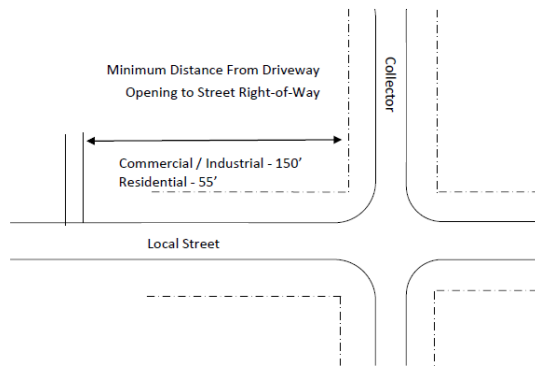 Minimum Distance From Driveway
Opening to Street Right-of-Way
Collector
Commercial / Industrial - 150’
Residential - 55’
Local Street